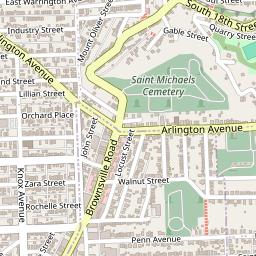 East Warrington Avenue
Industry Street
Mount Oliver Street
South 18th Street
Gable Street
Quarry Street
Arlington Avenue
Saint Michaels
Cemetery
Lillian Street
Orchard Place
John Street
Arlington Avenue
Brownsville Road
Locust Street
Knox Avenue
Zara Street
Walnut Street
Rochelle Street
Penn Avenue